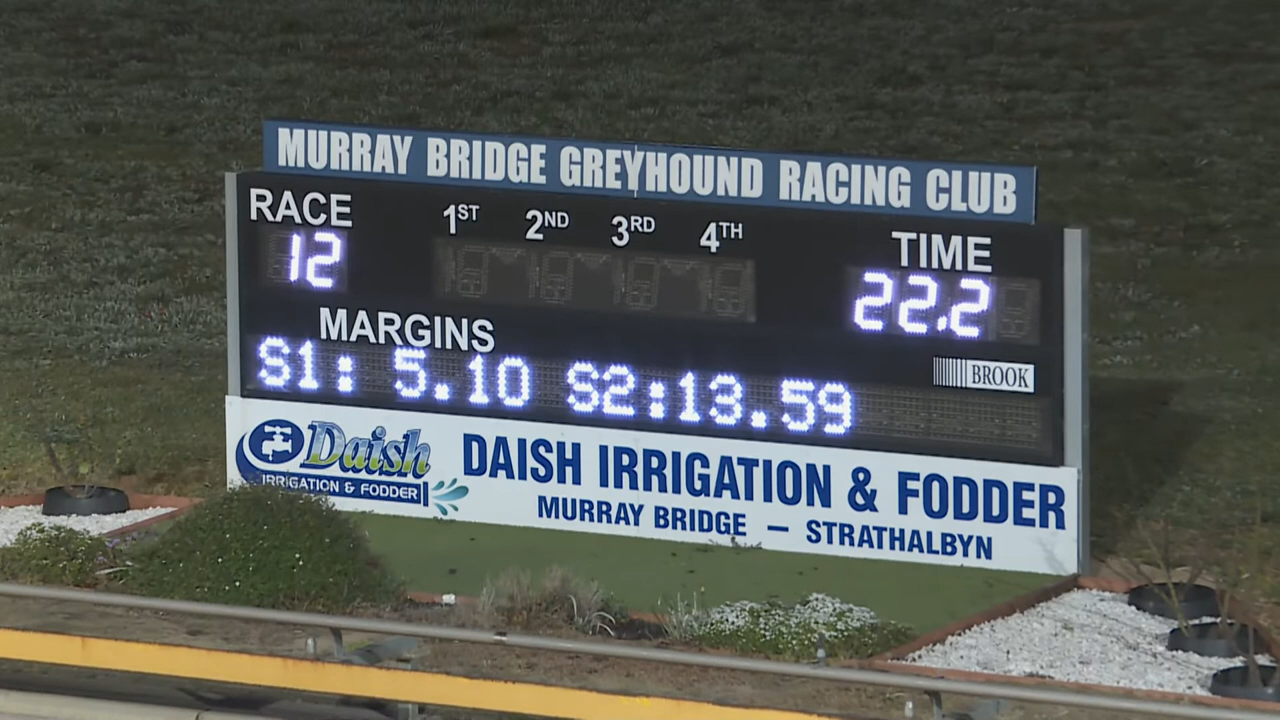 MURRAY BRIDGE GREYHOUND RACING CLUB
RACE 1ST 2ND 3RD 4TH TIME
12 22.2
MARGINS
BROOK
S1: 5.10 S2:13.59
Daish
IRRIGATION & FODDER
DAISH IRRIGATION & FODDER
MURRAY BRIDGE – STRATHALBYN